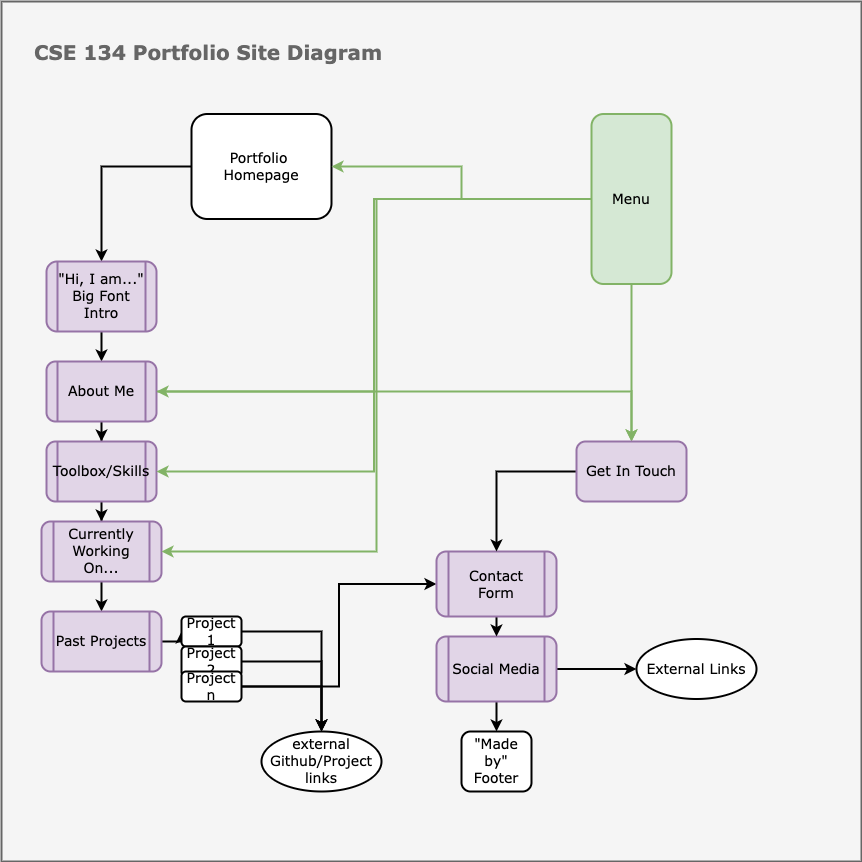 CSE 134 Portfolio Site Diagram
Portfolio
Homepage
Menu
"Hi, I am..."
Big Font
Intro
About Me
Toolbox/Skills
Get In Touch
Currently
Working
On...
Contact
Form
Past Projects
Project
1
Project
2
Project
n
Social Media
External Links
external
Github/Project
links
"Made
by"
Footer